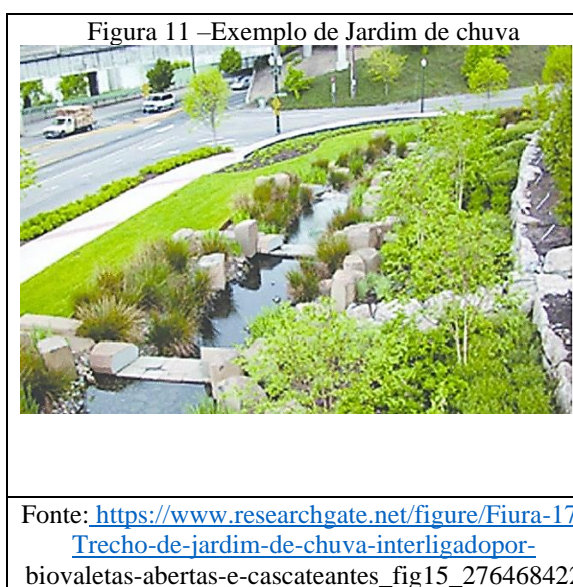 Figura 11 –Exemplo de Jardim de chuva
Fonte: https://www.researchgate.net/figure/Fiura-17
Trecho-de-jardim-de-chuva-interligadopor-
biovaletas-abertas-e-cascateantes_fig15_27646842